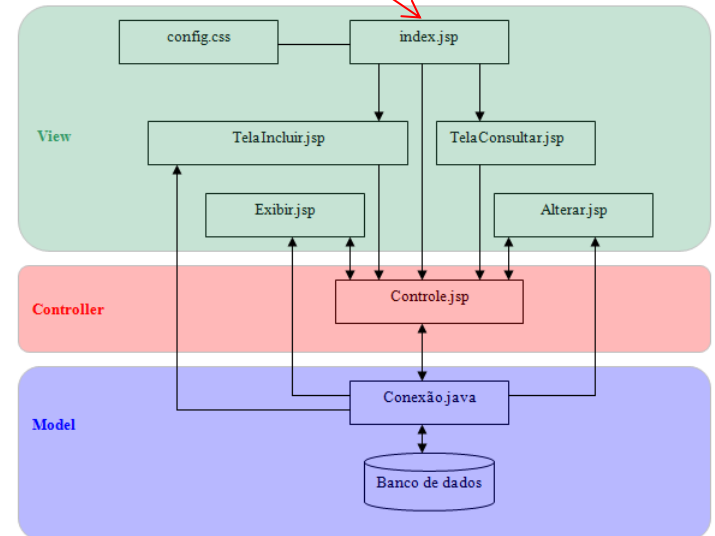 config.css
index.jsp
View
TelaIncluir.jsp
TelaConsultar.jsp
Exibir.jsp
Alterar.jsp
Controller
Controle.jsp
Conexão.java
Model
Banco de dados